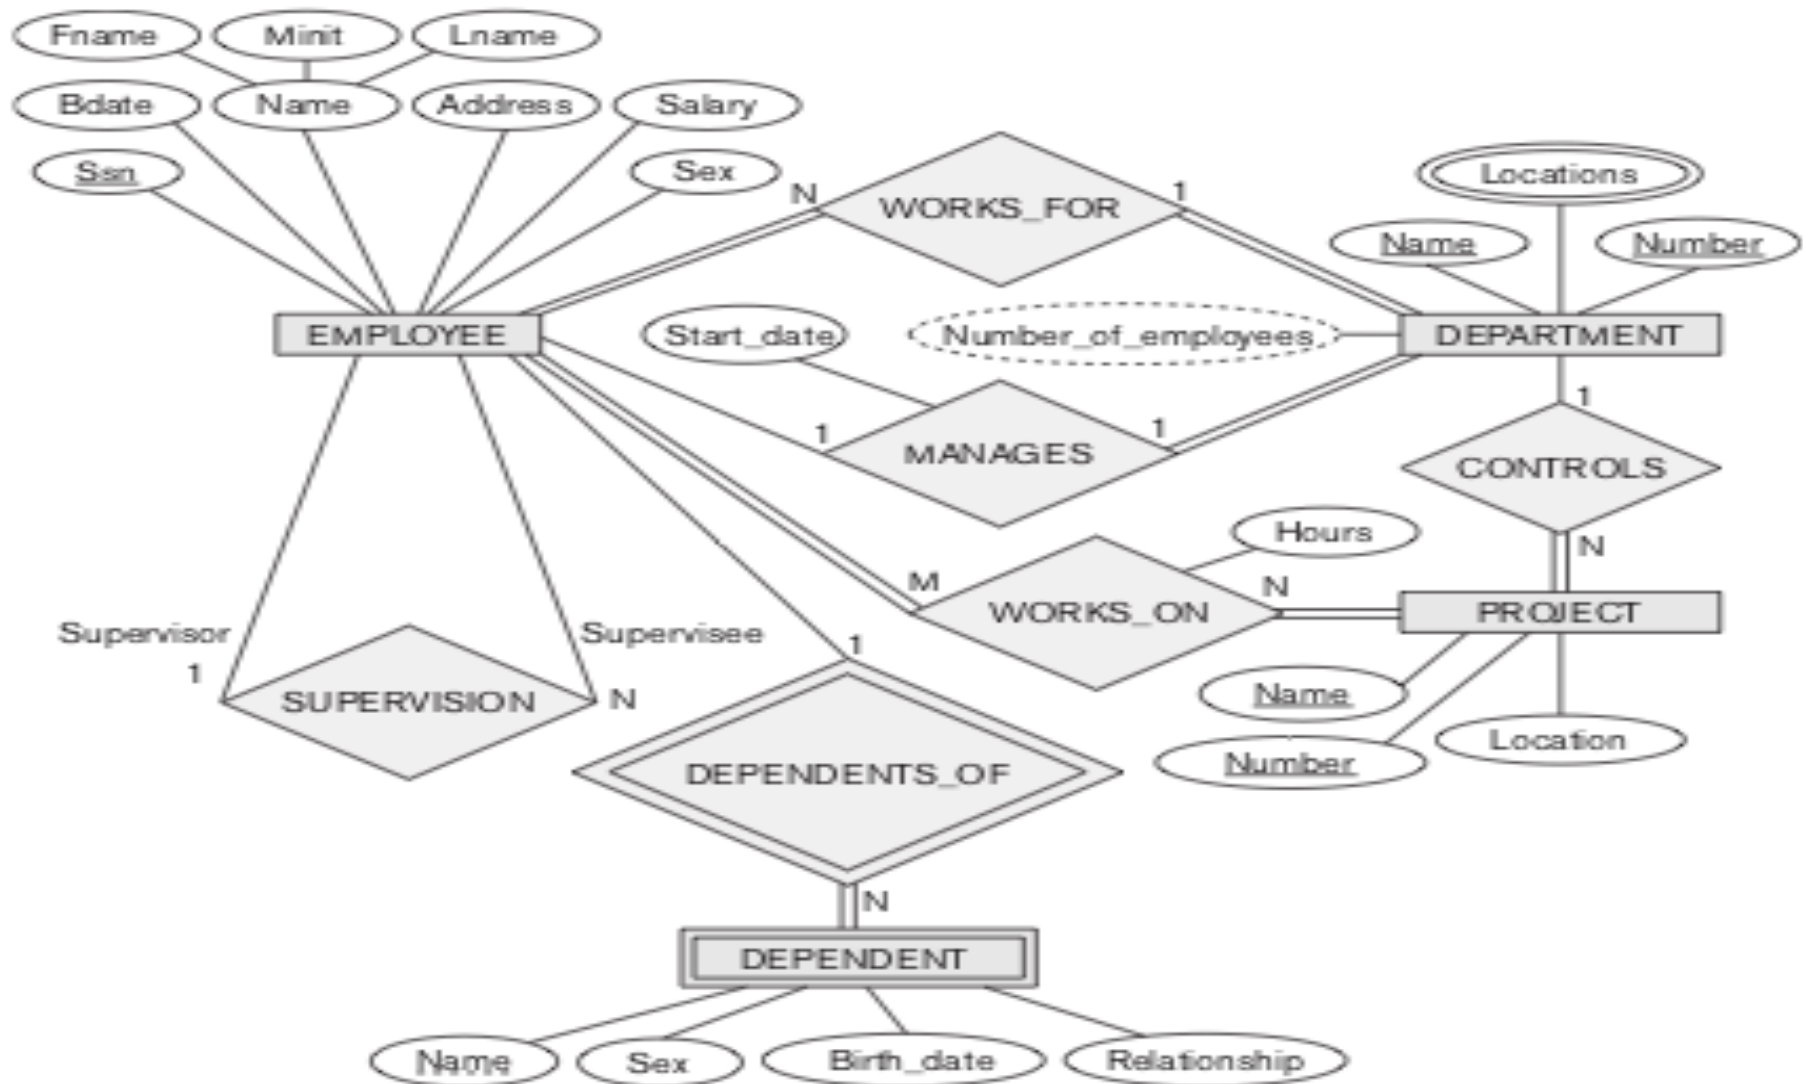 Fname Minit Lname
Bdate Name Address Salary
Ssn Sex
N WORKS_FOR 1
Locations
Name Number
EMPLOYEE Start_date Number_of_employees DEPARTMENT
1 MANAGES 1
1
CONTROLS
N
Hours
M WORKS_ON N
PROJECT
Supervisor Supervisee
1 SUPERVISION N
1
Name
Number
Location
DEPENDENTS_OF
N
DEPENDENT
Name Sex Birth_date Relationship